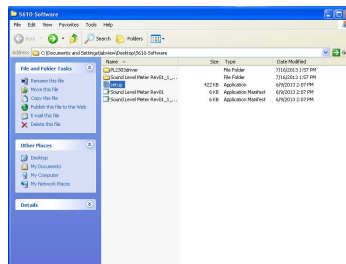 S610-Software
File Edit View Favorites Tools Help
Back Search Folders
Address C:\Documents and Settings\labview\Desktop\S610-Software
Name Size Type Date Modified
PL2303driver File Folder 7/16/2013 1:57 PM
Sound Level Meter Rev01_1_... File Folder 7/16/2013 1:57 PM
setup 422 KB Application 6/9/2013 2:07 PM
Sound Level Meter Rev01 6 KB Application Manifest 6/9/2013 2:07 PM
Sound Level Meter Rev01_1_... 6 KB Application Manifest 6/9/2013 2:07 PM
File and Folder Tasks
Rename this file
Move this file
Copy this file
Publish this file to the Web
E-mail this file
Delete this file
Other Places
Desktop
My Documents
My Computer
My Network Places
Details